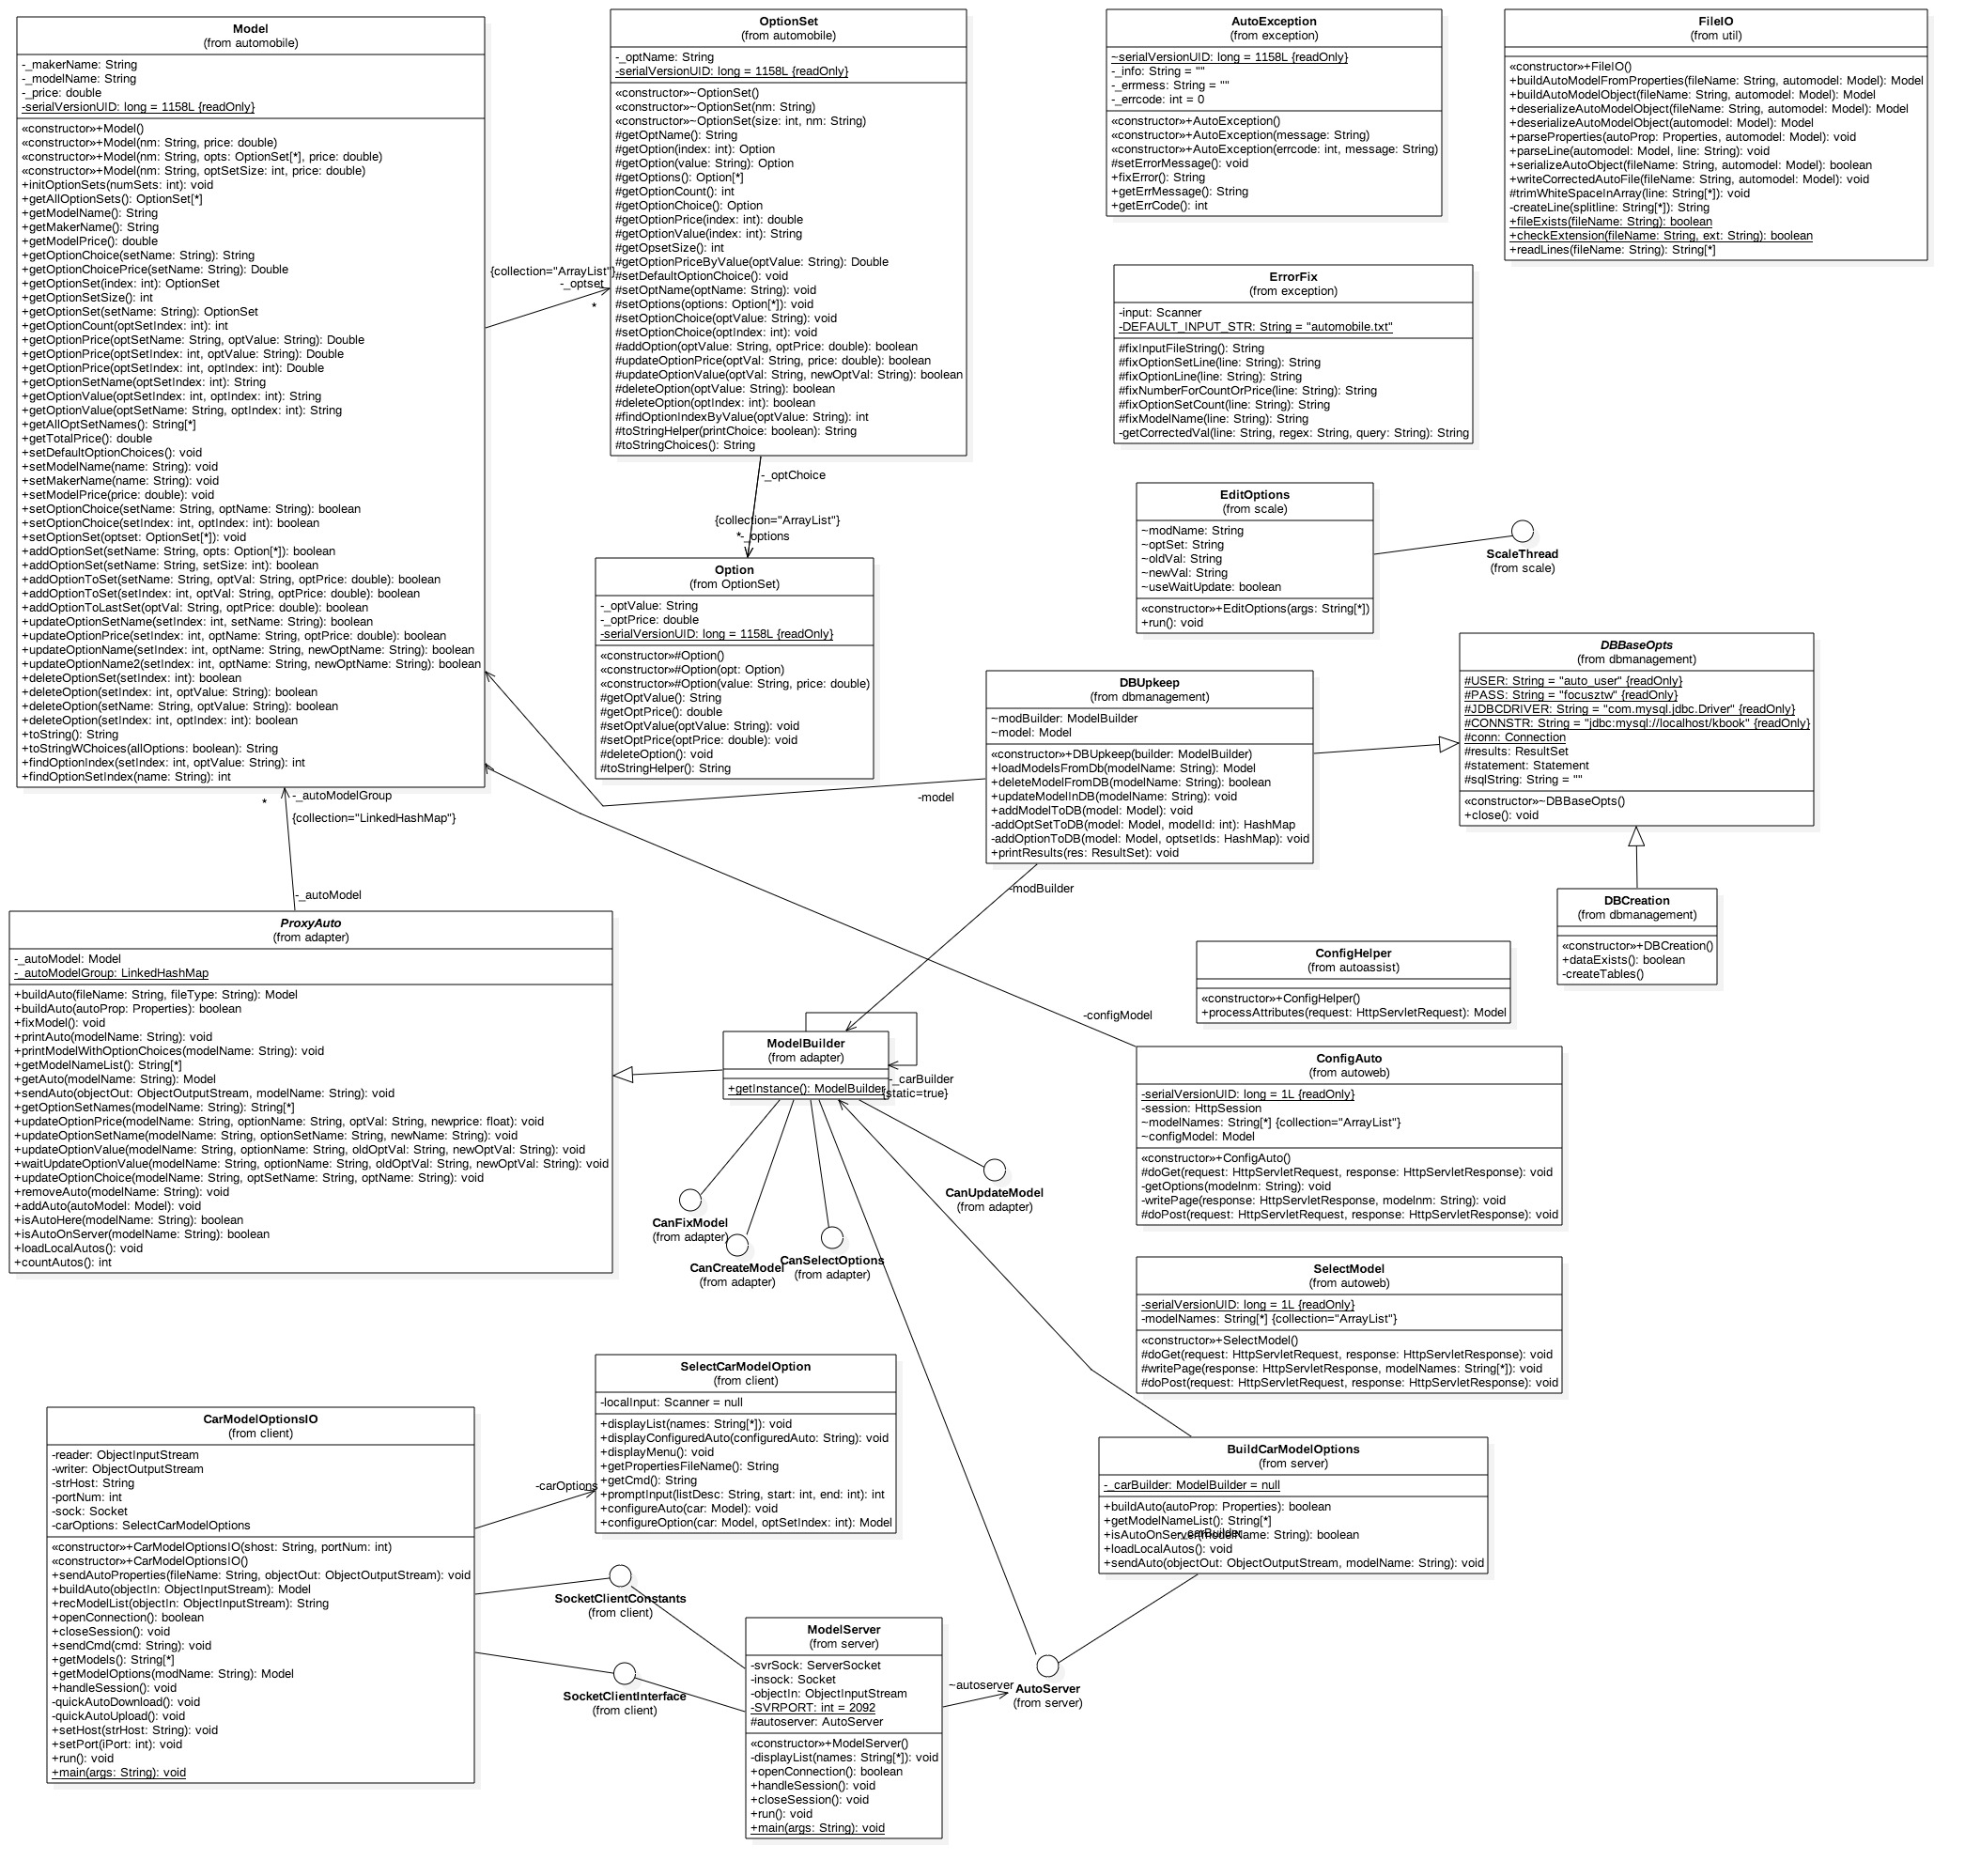 Model
(from automobile)
-_makerName: String
-_modelName: String
-_price: double
-serialVersionUID: long = 1158L {readOnly}
«constructor»+Model()
«constructor»+Model(nm: String, price: double)
«constructor»+Model(nm: String, opts: OptionSet[*], price: double)
«constructor»+Model(nm: String, optSetSize: int, price: double)
+initOptionSets(numSets: int): void
+getAllOptionSets(): OptionSet[*]
+getModelName(): String
+getMakerName(): String
+getModelPrice(): double
+getOptionChoice(setName: String): String
+getOptionChoicePrice(setName: String): Double
+getOptionSet(index: int): OptionSet
+getOptionSetSize(): int
+getOptionSet(setName: String): OptionSet
+getOptionCount(optSetIndex: int): int
+getOptionPrice(optSetName: String, optValue: String): Double
+getOptionPrice(optSetIndex: int, optValue: String): Double
+getOptionPrice(optSetIndex: int, optIndex: int): Double
+getOptionSetName(optSetIndex: int): String
+getOptionValue(optSetIndex: int, optIndex: int): String
+getOptionValue(optSetName: String, optIndex: int): String
+getAllOptSetNames(): String[*]
+getTotalPrice(): double
+setDefaultOptionChoices(): void
+setModelName(name: String): void
+setMakerName(name: String): void
+setModelPrice(price: double): void
+setOptionChoice(setName: String, optName: String): boolean
+setOptionChoice(setIndex: int, optIndex: int): boolean
+setOptionSet(optset: OptionSet[*]): void
+addOptionSet(setName: String, opts: Option[*]): boolean
+addOptionSet(setName: String, setSize: int): boolean
+addOptionToSet(setName: String, optVal: String, optPrice: double): boolean
+addOptionToSet(setIndex: int, optVal: String, optPrice: double): boolean
+addOptionToLastSet(optVal: String, optPrice: double): boolean
+updateOptionSetName(setIndex: int, setName: String): boolean
+updateOptionPrice(setIndex: int, optName: String, optPrice: double): boolean
+updateOptionName(setIndex: int, optName: String, newOptName: String): boolean
+updateOptionName2(setIndex: int, optName: String, newOptName: String): boolean
+deleteOptionSet(setIndex: int): boolean
+deleteOption(setIndex: int, optValue: String): boolean
+deleteOption(setName: String, optValue: String): boolean
+deleteOption(setIndex: int, optIndex: int): boolean
+toString(): String
+toStringWChoices(allOptions: boolean): String
+findOptionIndex(setIndex: int, optValue: String): int
+findOptionSetIndex(name: String): int
{collection="ArrayList"}
-_optset
*
OptionSet
(from automobile)
-_optName: String
-serialVersionUID: long = 1158L {readOnly}
«constructor»~OptionSet()
«constructor»~OptionSet(nm: String)
«constructor»~OptionSet(size: int, nm: String)
#getOptName(): String
#getOption(index: int): Option
#getOption(value: String): Option
#getOptions(): Option[*]
#getOptionCount(): int
#getOptionChoice(): Option
#getOptionPrice(index: int): double
#getOptionValue(index: int): String
#getOpsetSize(): int
#getOptionPriceByValue(optValue: String): Double
#setDefaultOptionChoice(): void
#setOptName(optName: String): void
#setOptions(options: Option[*]): void
#setOptionChoice(optValue: String): void
#setOptionChoice(optIndex: int): void
#addOption(optValue: String, optPrice: double): boolean
#updateOptionPrice(optVal: String, price: double): boolean
#updateOptionValue(optVal: String, newOptVal: String): boolean
#deleteOption(optValue: String): boolean
#deleteOption(optIndex: int): boolean
#findOptionIndexByValue(optValue: String): int
#toStringHelper(printChoice: boolean): String
#toStringChoices(): String
-_optChoice
{collection="ArrayList"}
*-_options
Option
(from OptionSet)
-_optValue: String
-_optPrice: double
-serialVersionUID: long = 1158L {readOnly}
«constructor»#Option()
«constructor»#Option(opt: Option)
«constructor»#Option(value: String, price: double)
#getOptValue(): String
#getOptPrice(): double
#setOptValue(optValue: String): void
#setOptPrice(optPrice: double): void
#deleteOption(): void
#toStringHelper(): String
AutoException
(from exception)
~serialVersionUID: long = 1158L {readOnly}
-_info: String = ""
-_errmess: String = ""
-_errcode: int = 0
«constructor»+AutoException()
«constructor»+AutoException(message: String)
«constructor»+AutoException(errcode: int, message: String)
#setErrorMessage(): void
+fixError(): String
+getErrMessage(): String
+getErrCode(): int
FileIO
(from util)
«constructor»+FileIO()
+buildAutoModelFromProperties(fileName: String, automodel: Model): Model
+buildAutoModelObject(fileName: String, automodel: Model): Model
+deserializeAutoModelObject(fileName: String, automodel: Model): Model
+deserializeAutoModelObject(automodel: Model): Model
+parseProperties(autoProp: Properties, automodel: Model): void
+parseLine(automodel: Model, line: String): void
+serializeAutoObject(fileName: String, automodel: Model): boolean
+writeCorrectedAutoFile(fileName: String, automodel: Model): void
#trimWhiteSpaceInArray(line: String[*]): void
-createLine(splitline: String[*]): String
+fileExists(fileName: String): boolean
+checkExtension(fileName: String, ext: String): boolean
+readLines(fileName: String): String[*]
ErrorFix
(from exception)
-input: Scanner
-DEFAULT_INPUT_STR: String = "automobile.txt"
#fixInputFileString(): String
#fixOptionSetLine(line: String): String
#fixOptionLine(line: String): String
#fixNumberForCountOrPrice(line: String): String
#fixOptionSetCount(line: String): String
#fixModelName(line: String): String
-getCorrectedVal(line: String, regex: String, query: String): String
EditOptions
(from scale)
~modName: String
~optSet: String
~oldVal: String
~newVal: String
~useWaitUpdate: boolean
«constructor»+EditOptions(args: String[*])
+run(): void
ScaleThread
(from scale)
DBUpkeep
(from dbmanagement)
~modBuilder: ModelBuilder
~model: Model
«constructor»+DBUpkeep(builder: ModelBuilder)
+loadModelsFromDb(modelName: String): Model
+deleteModelFromDB(modelName: String): boolean
+updateModelInDB(modelName: String): void
+addModelToDB(model: Model): void
-addOptSetToDB(model: Model, modelId: int): HashMap
-addOptionToDB(model: Model, optsetIds: HashMap): void
+printResults(res: ResultSet): void
-model
-modBuilder
DBBaseOpts
(from dbmanagement)
#USER: String = "auto_user" {readOnly}
#PASS: String = "focusztw" {readOnly}
#JDBCDRIVER: String = "com.mysql.jdbc.Driver" {readOnly}
#CONNSTR: String = "jdbc:mysql://localhost/kbook" {readOnly}
#conn: Connection
#results: ResultSet
#statement: Statement
#sqlString: String = ""
«constructor»~DBBaseOpts()
+close(): void
DBCreation
(from dbmanagement)
«constructor»+DBCreation()
+dataExists(): boolean
-createTables()
*
-_autoModelGroup
{collection="LinkedHashMap"}
-_autoModel
ProxyAuto
(from adapter)
-_autoModel: Model
-_autoModelGroup: LinkedHashMap
+buildAuto(fileName: String, fileType: String): Model
+buildAuto(autoProp: Properties): boolean
+fixModel(): void
+printAuto(modelName: String): void
+printModelWithOptionChoices(modelName: String): void
+getModelNameList(): String[*]
+getAuto(modelName: String): Model
+sendAuto(objectOut: ObjectOutputStream, modelName: String): void
+getOptionSetNames(modelName: String): String[*]
+updateOptionPrice(modelName: String, optionName: String, optVal: String, newprice: float): void
+updateOptionSetName(modelName: String, optionSetName: String, newName: String): void
+updateOptionValue(modelName: String, optionName: String, oldOptVal: String, newOptVal: String): void
+waitUpdateOptionValue(modelName: String, optionName: String, oldOptVal: String, newOptVal: String): void
+updateOptionChoice(modelName: String, optSetName: String, optName: String): void
+removeAuto(modelName: String): void
+addAuto(autoModel: Model): void
+isAutoHere(modelName: String): boolean
+isAutoOnServer(modelName: String): boolean
+loadLocalAutos(): void
+countAutos(): int
ModelBuilder
(from adapter)
+getInstance(): ModelBuilder
-_carBuilder
{static=true}
CanFixModel
(from adapter)
CanCreateModel
(from adapter)
CanSelectOptions
(from adapter)
CanUpdateModel
(from adapter)
ConfigHelper
(from autoassist)
«constructor»+ConfigHelper()
+processAttributes(request: HttpServletRequest): Model
-configModel
ConfigAuto
(from autoweb)
-serialVersionUID: long = 1L {readOnly}
-session: HttpSession
~modelNames: String[*] {collection="ArrayList"}
~configModel: Model
«constructor»+ConfigAuto()
#doGet(request: HttpServletRequest, response: HttpServletResponse): void
-getOptions(modelnm: String): void
-writePage(response: HttpServletResponse, modelnm: String): void
#doPost(request: HttpServletRequest, response: HttpServletResponse): void
SelectModel
(from autoweb)
-serialVersionUID: long = 1L {readOnly}
-modelNames: String[*] {collection="ArrayList"}
«constructor»+SelectModel()
#doGet(request: HttpServletRequest, response: HttpServletResponse): void
#writePage(response: HttpServletResponse, modelNames: String[*]): void
#doPost(request: HttpServletRequest, response: HttpServletResponse): void
SelectCarModelOption
(from client)
-localInput: Scanner = null
+displayList(names: String[*]): void
+displayConfiguredAuto(configuredAuto: String): void
+displayMenu(): void
+getPropertiesFileName(): String
+getCmd(): String
+promptInput(listDesc: String, start: int, end: int): int
+configureAuto(car: Model): void
+configureOption(car: Model, optSetIndex: int): Model
-carOptions
CarModelOptionsIO
(from client)
-reader: ObjectInputStream
-writer: ObjectOutputStream
-strHost: String
-portNum: int
-sock: Socket
-carOptions: SelectCarModelOptions
«constructor»+CarModelOptionsIO(shost: String, portNum: int)
«constructor»+CarModelOptionsIO()
+sendAutoProperties(fileName: String, objectOut: ObjectOutputStream): void
+buildAuto(objectIn: ObjectInputStream): Model
+recModelList(objectIn: ObjectInputStream): String
+openConnection(): boolean
+closeSession(): void
+sendCmd(cmd: String): void
+getModels(): String[*]
+getModelOptions(modName: String): Model
+handleSession(): void
-quickAutoDownload(): void
-quickAutoUpload(): void
+setHost(strHost: String): void
+setPort(iPort: int): void
+run(): void
+main(args: String): void
SocketClientConstants
(from client)
SocketClientInterface
(from client)
ModelServer
(from server)
-svrSock: ServerSocket
-insock: Socket
-objectIn: ObjectInputStream
-SVRPORT: int = 2092
#autoserver: AutoServer
«constructor»+ModelServer()
-displayList(names: String[*]): void
+openConnection(): boolean
+handleSession(): void
+closeSession(): void
+run(): void
+main(args: String): void
~autoserver
AutoServer
(from server)
BuildCarModelOptions
(from server)
-_carBuilder: ModelBuilder = null
+buildAuto(autoProp: Properties): boolean
+getModelNameList(): String[*]
+isAutoOnServer(modelName: String): boolean
-_carBuilder
+loadLocalAutos(): void
+sendAuto(objectOut: ObjectOutputStream, modelName: String): void